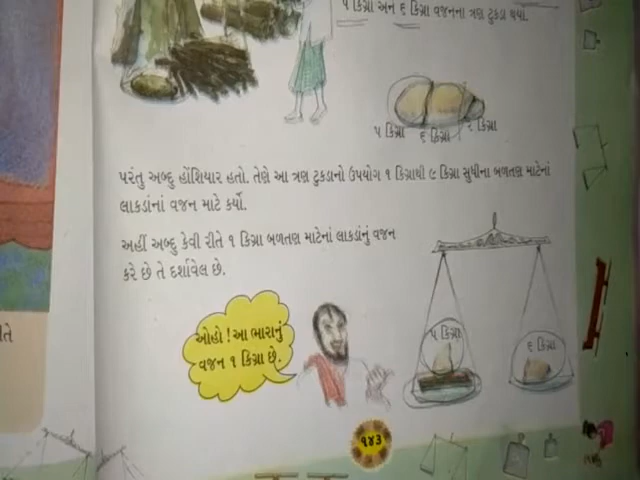 ૫ કિગ્રા અને ૬ કિગ્રા વજનના ત્રણ ટુકડા થયા.
૫ કિગ્રા ૬ કિગ્રા ૬ કિગ્રા
પરંતુ અબ્દુ હોંશિયાર હતો. તેણે આ ત્રણ ટુકડાનો ઉપયોગ ૧ કિગ્રાથી ૯ કિગ્રા સુધીના બળતણ માટેનાં
લાકડાંનાં વજન માટે કર્યો.
અહીં અબ્દુ કેવી રીતે ૧ કિગ્રા બળતણ માટેનાં લાકડાંનું વજન
કરે છે તે દર્શાવેલ છે.
ઓહો ! આ ભારાનું
વજન ૧ કિગ્રા છે.
૫ કિગ્રા
૬ કિગ્રા
૧૪૩